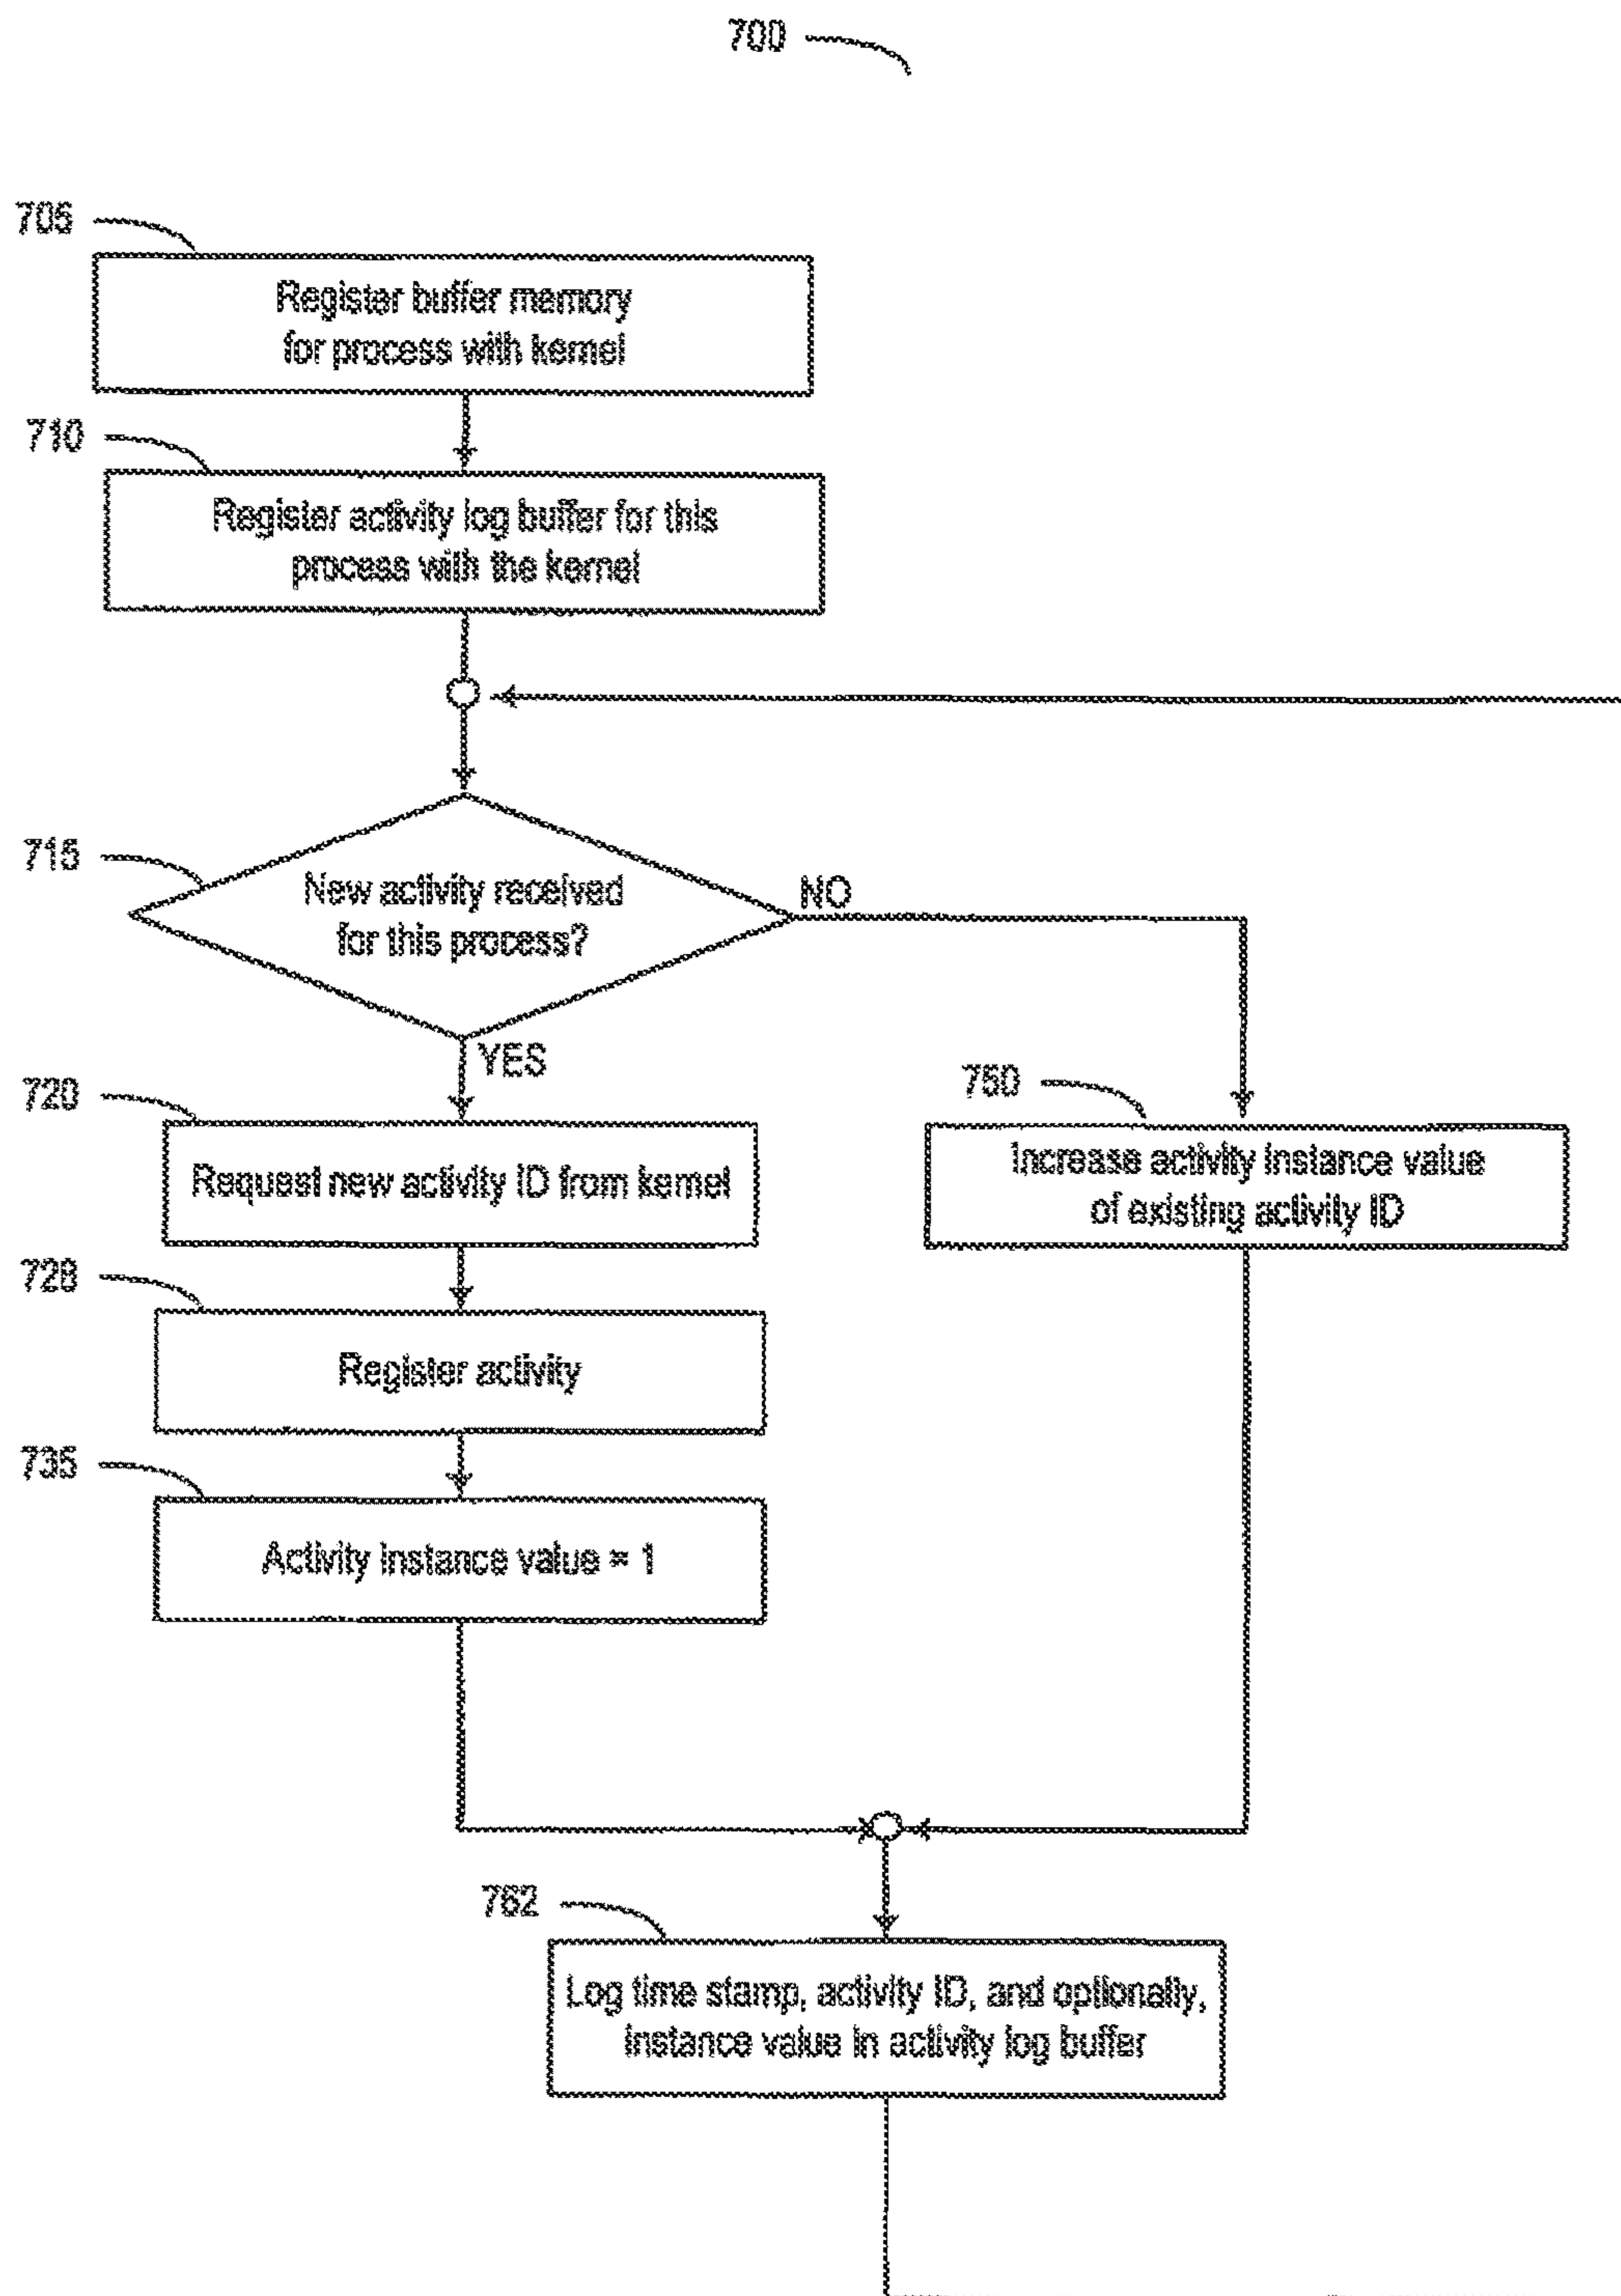 700
705
Register buffer memory
for process with kernel
710
Register activity log buffer for this
process with the kernel
715
New activity received
for this process?
NO
YES
720
Request new activity ID from kernel
750
Increase activity instance value
of existing activity ID
728
Register activity
735
Activity instance value = 1
762
Log time stamp, activity ID, and optionally,
instance value in activity log buffer